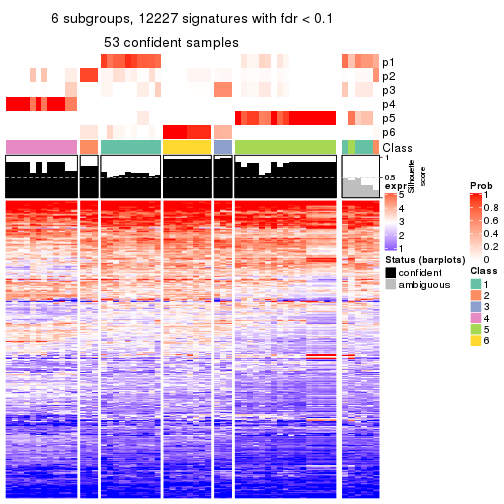 6 subgroups, 12227 signatures with fdr < 0.1
53 confident samples
p1
p2
p3
p4
p5
p6
Class
1
0.5
0
Silhouette
score
expr
5
4
3
2
1
Status (barplots)
confident
ambiguous
Prob
1
0.8
0.6
0.4
0.2
0
Class
1
2
3
4
5
6